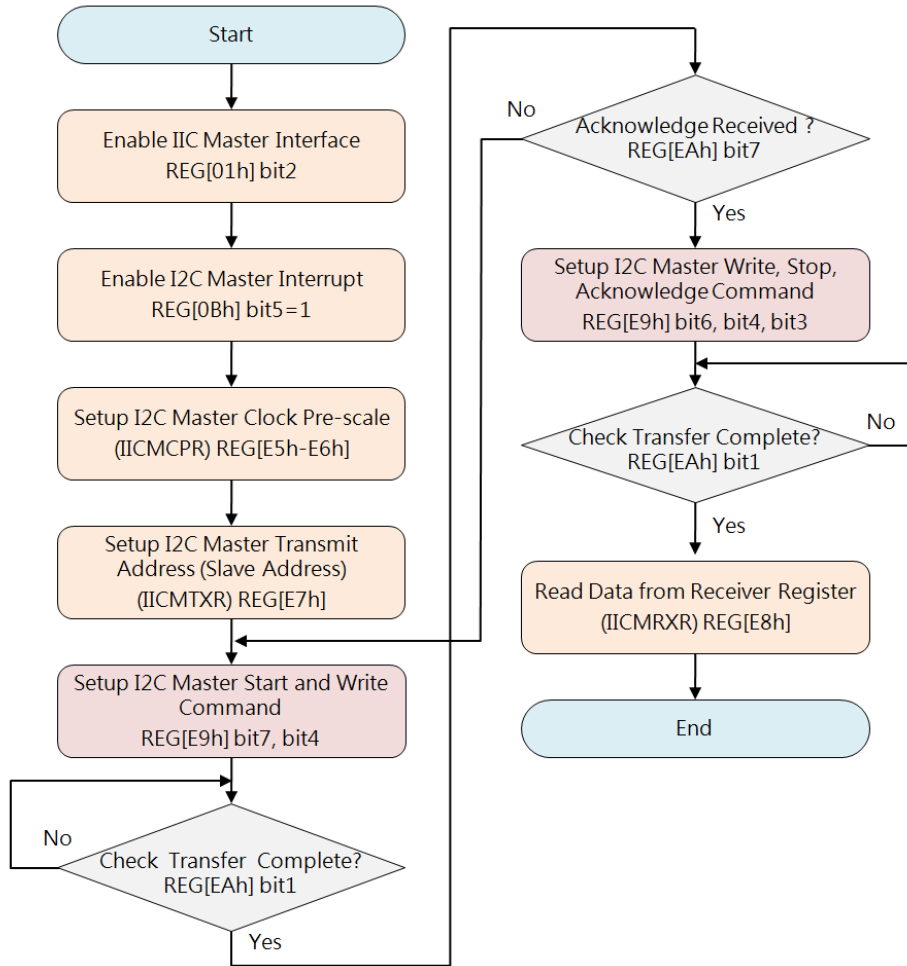 Start
Enable IIC Master Interface
REG[01h] bit2
Enable I2C Master Interrupt
REG[0Bh] bit5=1
Setup I2C Master Clock Pre-scale
(IICMCPR) REG[E5h-E6h]
Setup I2C Master Transmit
Address (Slave Address)
(IICMTXR) REG[E7h]
Setup I2C Master Start and Write
Command
REG[E9h] bit7, bit4
No
Check Transfer Complete?
REG[EAh] bit1
Yes
No
Acknowledge Received ?
REG[EAh] bit7
Yes
Setup I2C Master Write, Stop,
Acknowledge Command
REG[E9h] bit6, bit4, bit3
No
Check Transfer Complete?
REG[EAh] bit1
Yes
Read Data from Receiver Register
(IICMRXR) REG[E8h]
End